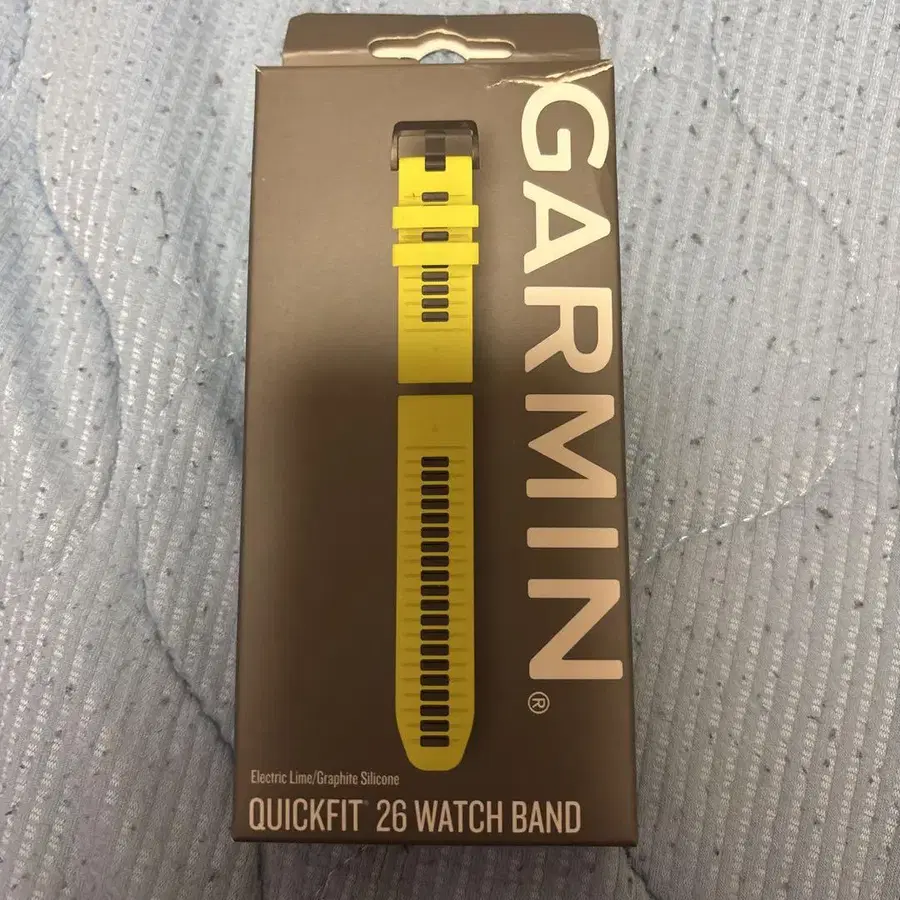 GARMIN®
Electric Lime/Graphite Silicone
QUICKFIT® 26 WATCH BAND